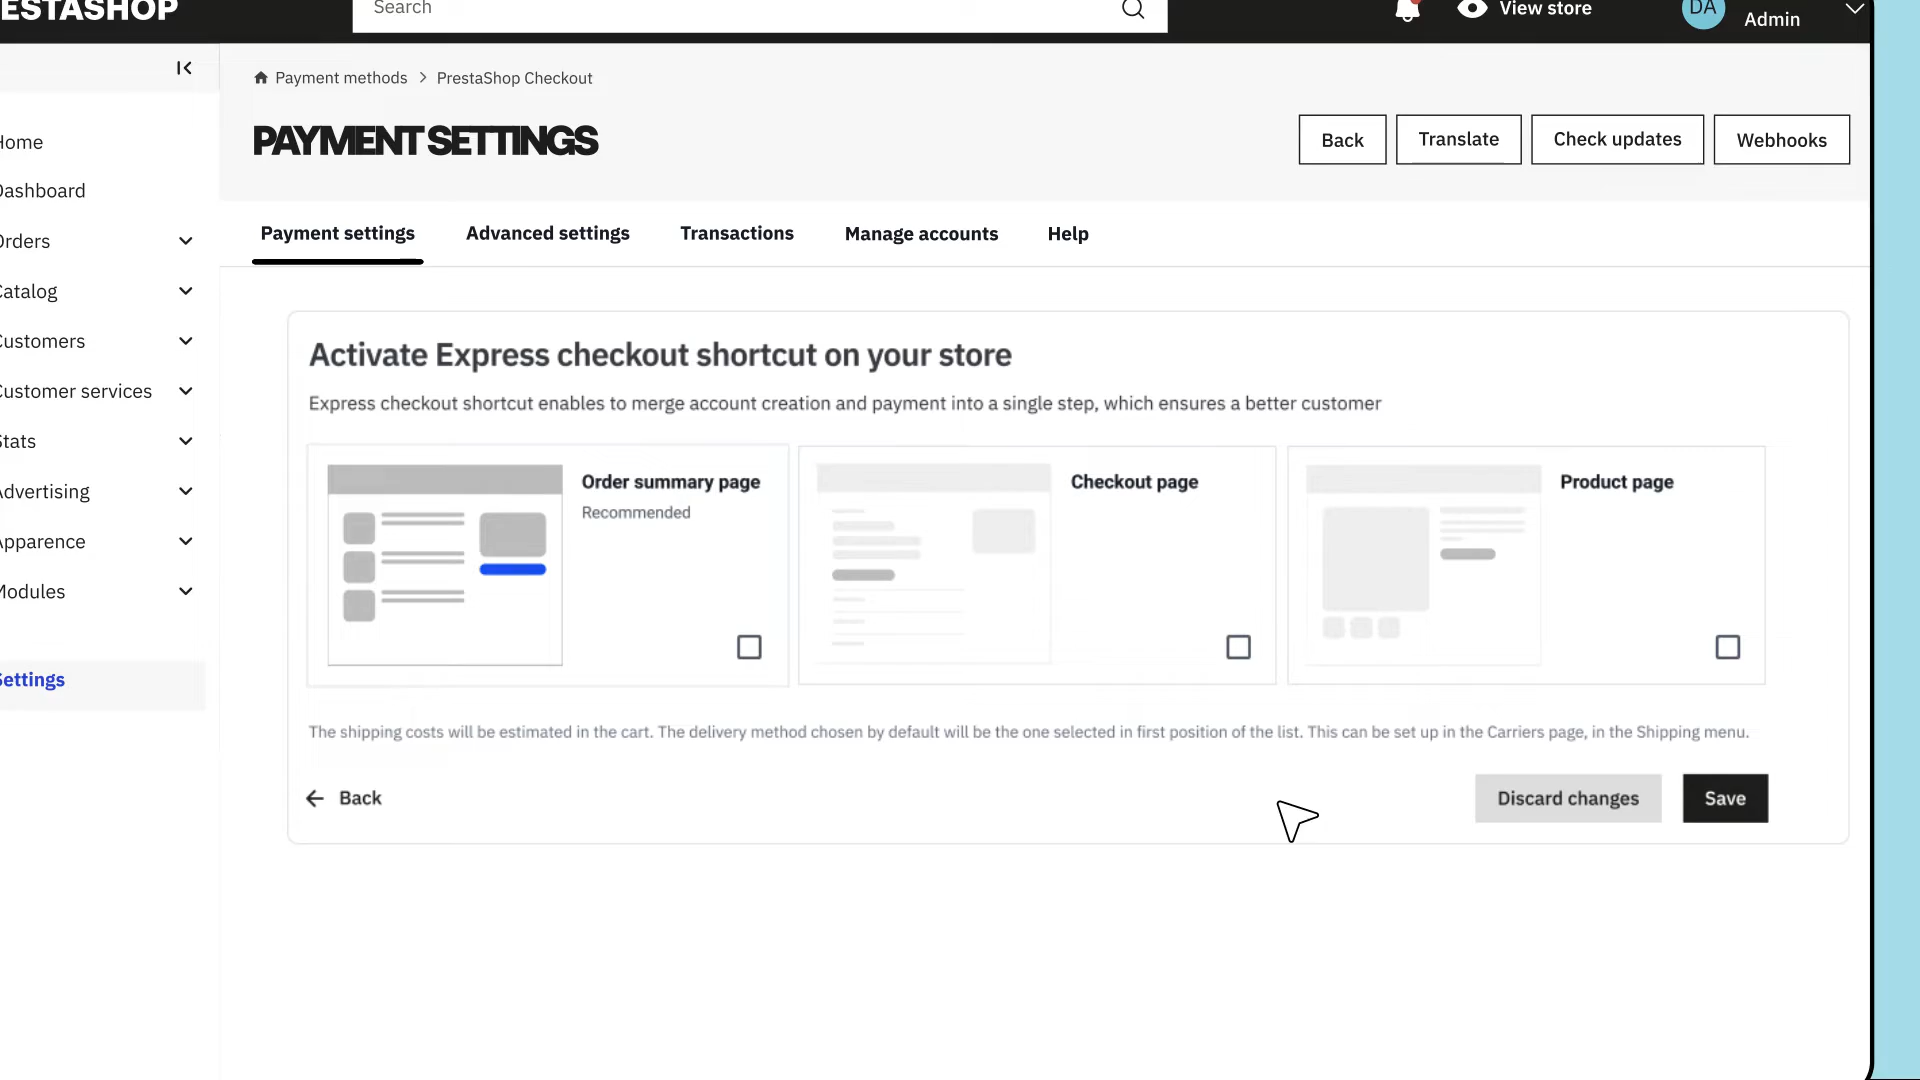 ESTASHOP
Search
View store
DA
Admin
Payment methods > PrestaShop Checkout
PAYMENT SETTINGS
Back
Translate
Check updates
Webhooks
Home
Dashboard
Orders
Catalog
Customers
Customer services
Stats
Advertising
Apparence
Modules
Settings
Payment settings
Advanced settings
Transactions
Manage accounts
Help
Activate Express checkout shortcut on your store
Express checkout shortcut enables to merge account creation and payment into a single step, which ensures a better customer
Order summary page
Recommended
Checkout page
Product page
The shipping costs will be estimated in the cart. The delivery method chosen by default will be the one selected in first position of the list. This can be set up in the Carriers page, in the Shipping menu.
Back
Discard changes
Save